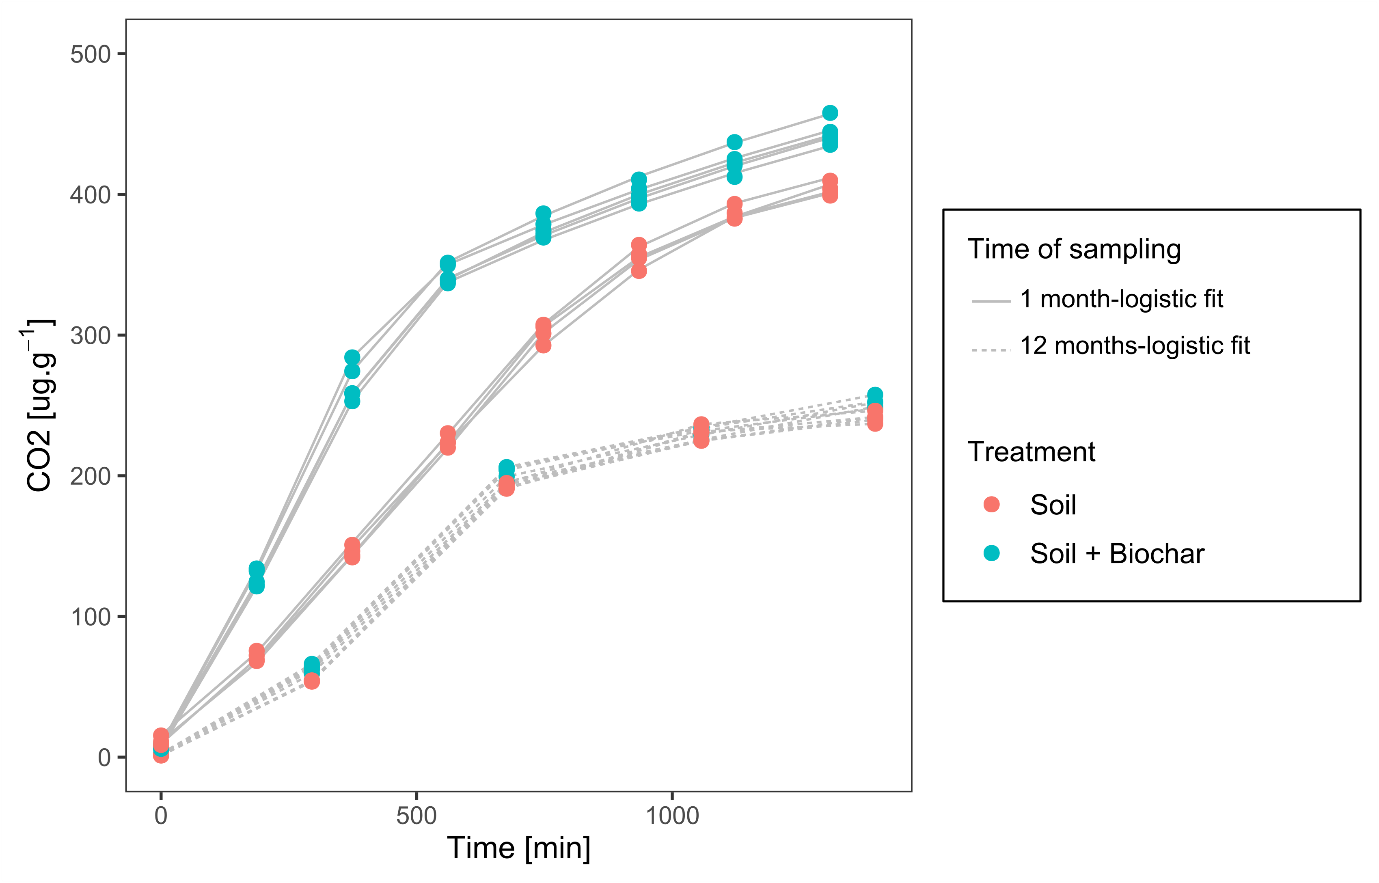 500
400
300
200
100
0
CO2 [ug.g⁻¹]
0
500
1000
Time [min]
Time of sampling
1 month-logistic fit
12 months-logistic fit
Treatment
Soil
Soil + Biochar